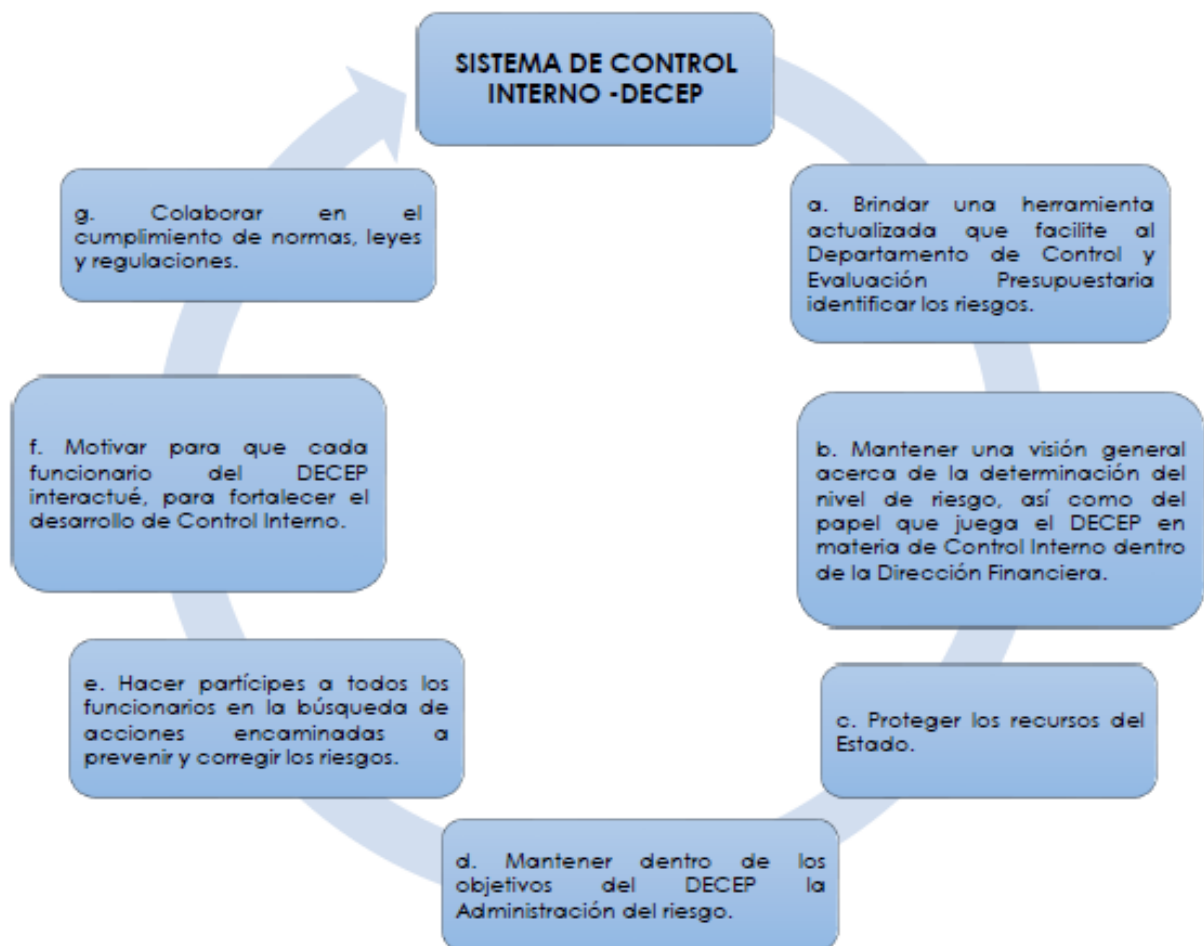 SISTEMA DE CONTROL
INTERNO -DECEP
a. Brindar una herramienta
actualizada que facilite al
Departamento de Control y
Evaluación Presupuestaria
identificar los riesgos.
b. Mantener una visión general
acerca de la determinación del
nivel de riesgo, así como del
papel que juega el DECEP en
materia de Control Interno dentro
de la Dirección Financiera.
c. Proteger los recursos del
Estado.
d. Mantener dentro de los
objetivos del DECEP la
Administración del riesgo.
e. Hacer partícipes a todos los
funcionarios en la búsqueda de
acciones encaminadas a
prevenir y corregir los riesgos.
f. Motivar para que cada
funcionario del DECEP
interactué, para fortalecer el
desarrollo de Control Interno.
g. Colaborar en el
cumplimiento de normas, leyes
y regulaciones.